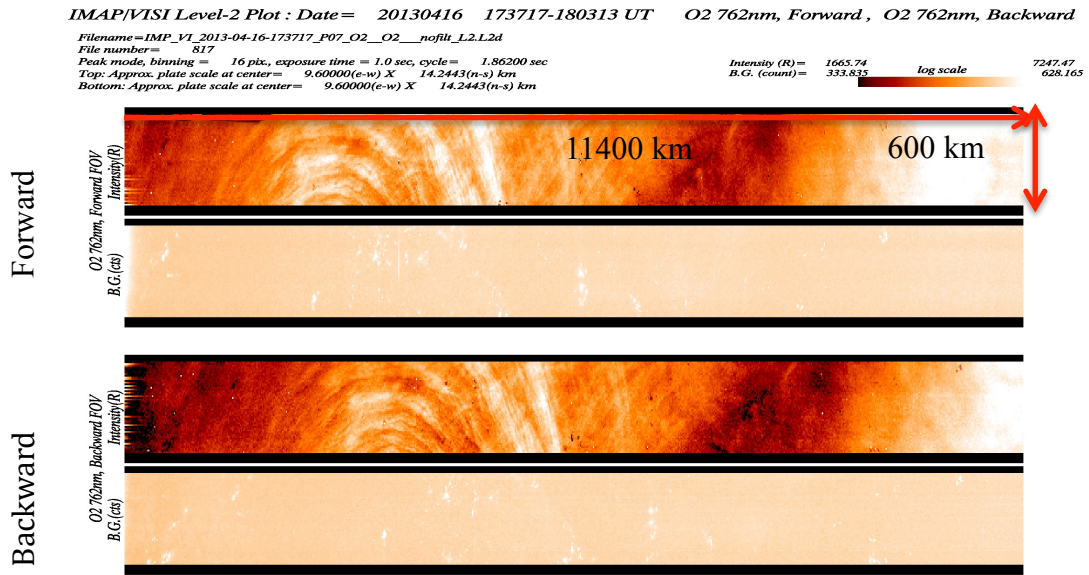 IMAP/VISI Level-2 Plot : Date= 20130416 173717-180313 UT O2 762nm, Forward , O2 762nm, Backward
Filename=IMP_VI_2013-04-16-173717_P07_O2__O2___nofilt_L2.L2d
File number= 817
Peak mode, binning = 16 pix., exposure time = 1.0 sec, cycle= 1.86200 sec
Top: Approx. plate scale at center= 9.60000(e-w) X 14.2443(n-s) km
Bottom: Approx. plate scale at center= 9.60000(e-w) X 14.2443(n-s) km
Intensity (R)= 1665.74 7247.47
B.G. (count)= 333.835 log scale 628.165
Forward
O2 762nm, Forward FOV
Intensity(R)
B.G.(cts)
11400 km
600 km
Backward
O2 762nm, Backward FOV
Intensity(R)
B.G.(cts)